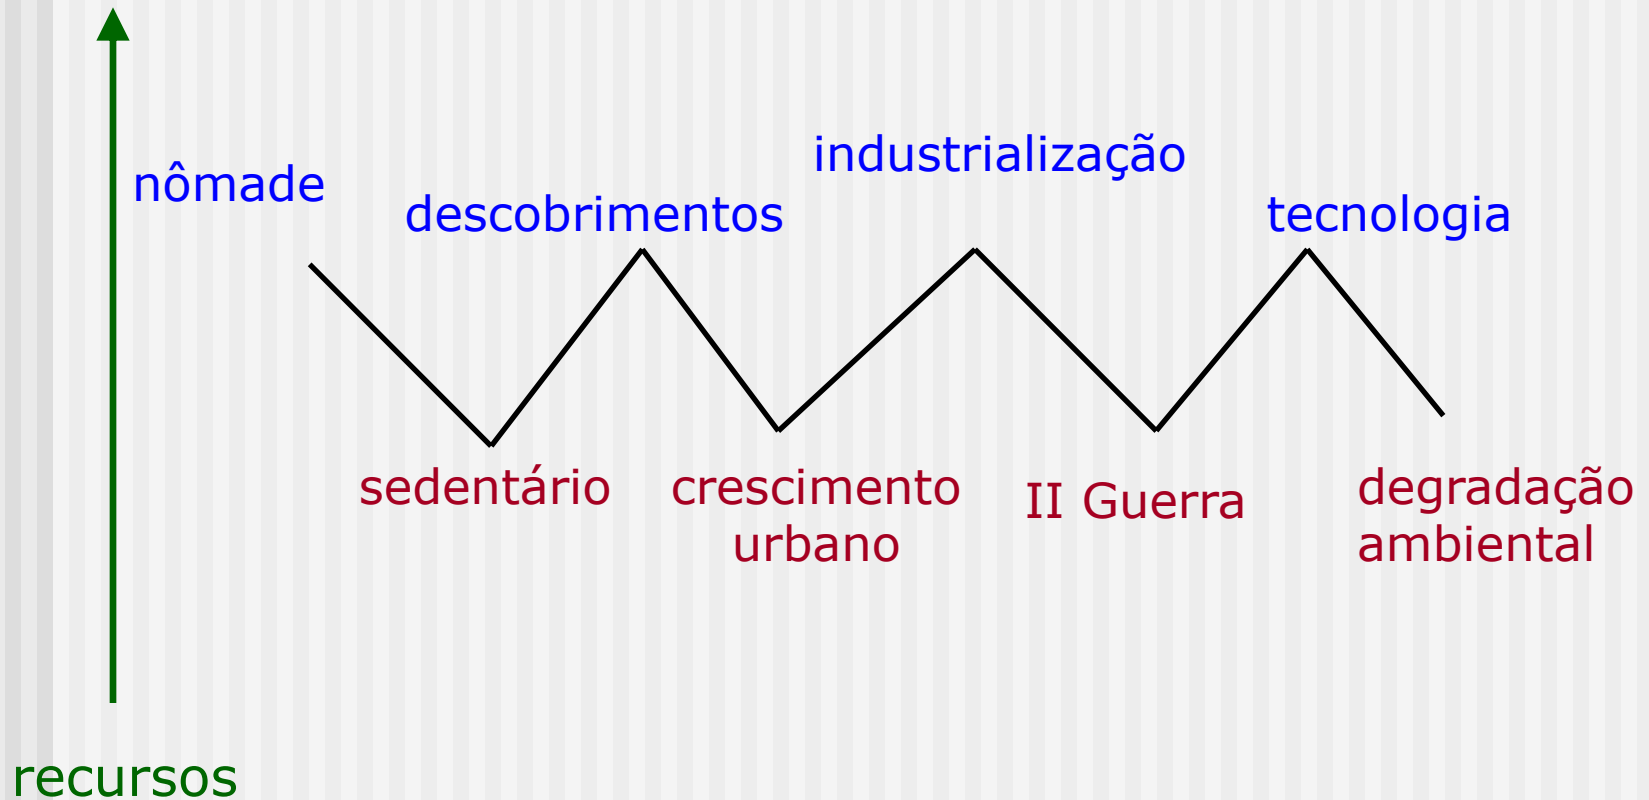 nômade
descobrimentos
industrialização
tecnologia
sedentário
crescimento
urbano
II Guerra
degradação
ambiental
recursos